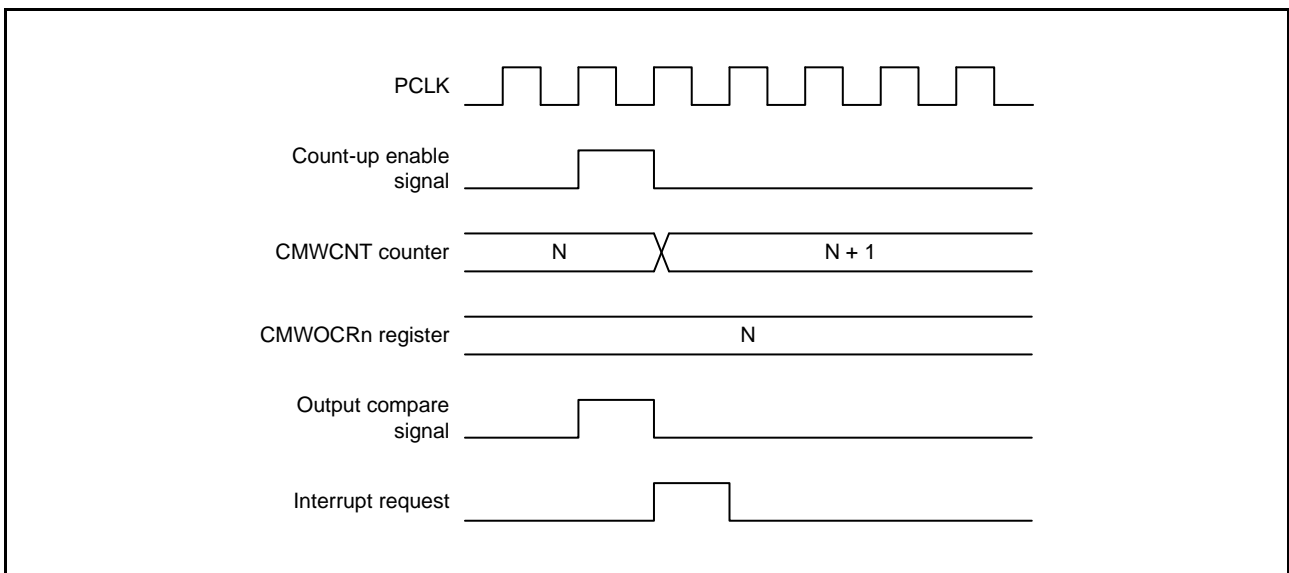 PCLK
Count-up enable
signal
CMWCNT counter
N
N + 1
CMWOCRn register
N
Output compare
signal
Interrupt request